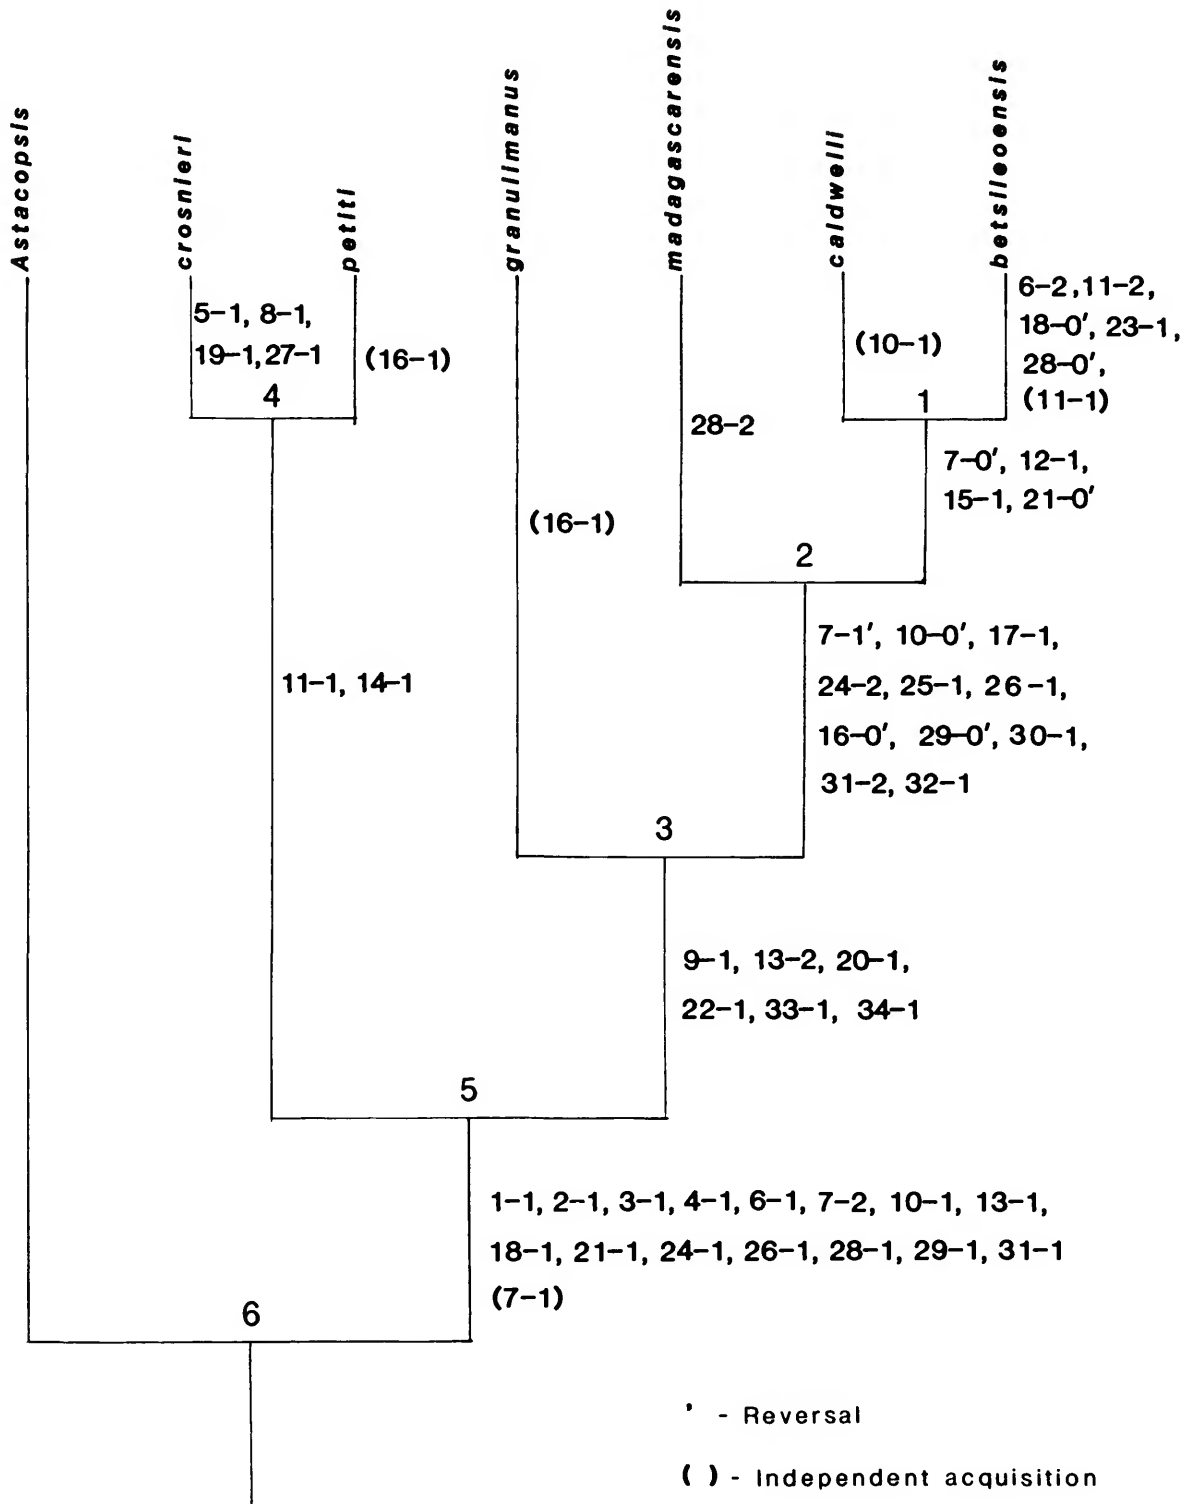 Astacopsis
crosnieri
petiti
granulimanus
madagascarensis
caldwelli
betsileoensis
5-1, 8-1,
19-1, 27-1
(16-1)
4
(10-1)
6-2, 11-2,
18-0', 23-1,
28-0',
(11-1)
1
28-2
7-0', 12-1,
15-1, 21-0'
(16-1)
2
7-1', 10-0', 17-1,
24-2, 25-1, 26-1,
16-0', 29-0', 30-1,
31-2, 32-1
11-1, 14-1
3
9-1, 13-2, 20-1,
22-1, 33-1, 34-1
5
1-1, 2-1, 3-1, 4-1, 6-1, 7-2, 10-1, 13-1,
18-1, 21-1, 24-1, 26-1, 28-1, 29-1, 31-1
(7-1)
6
' - Reversal
( ) - Independent acquisition